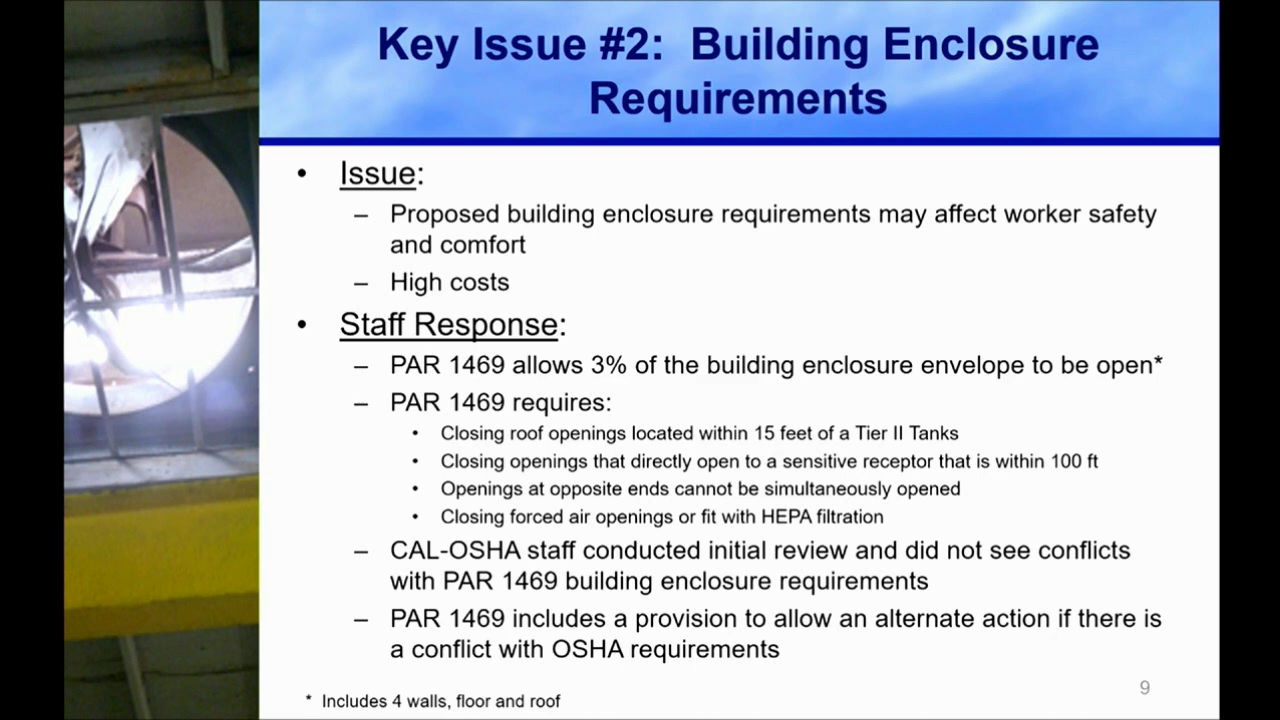 Key Issue #2: Building Enclosure
Requirements
• Issue:
– Proposed building enclosure requirements may affect worker safety
and comfort
– High costs
• Staff Response:
– PAR 1469 allows 3% of the building enclosure envelope to be open*
– PAR 1469 requires:
• Closing roof openings located within 15 feet of a Tier II Tanks
• Closing openings that directly open to a sensitive receptor that is within 100 ft
• Openings at opposite ends cannot be simultaneously opened
• Closing forced air openings or fit with HEPA filtration
– CAL-OSHA staff conducted initial review and did not see conflicts
with PAR 1469 building enclosure requirements
– PAR 1469 includes a provision to allow an alternate action if there is
a conflict with OSHA requirements
* Includes 4 walls, floor and roof
9